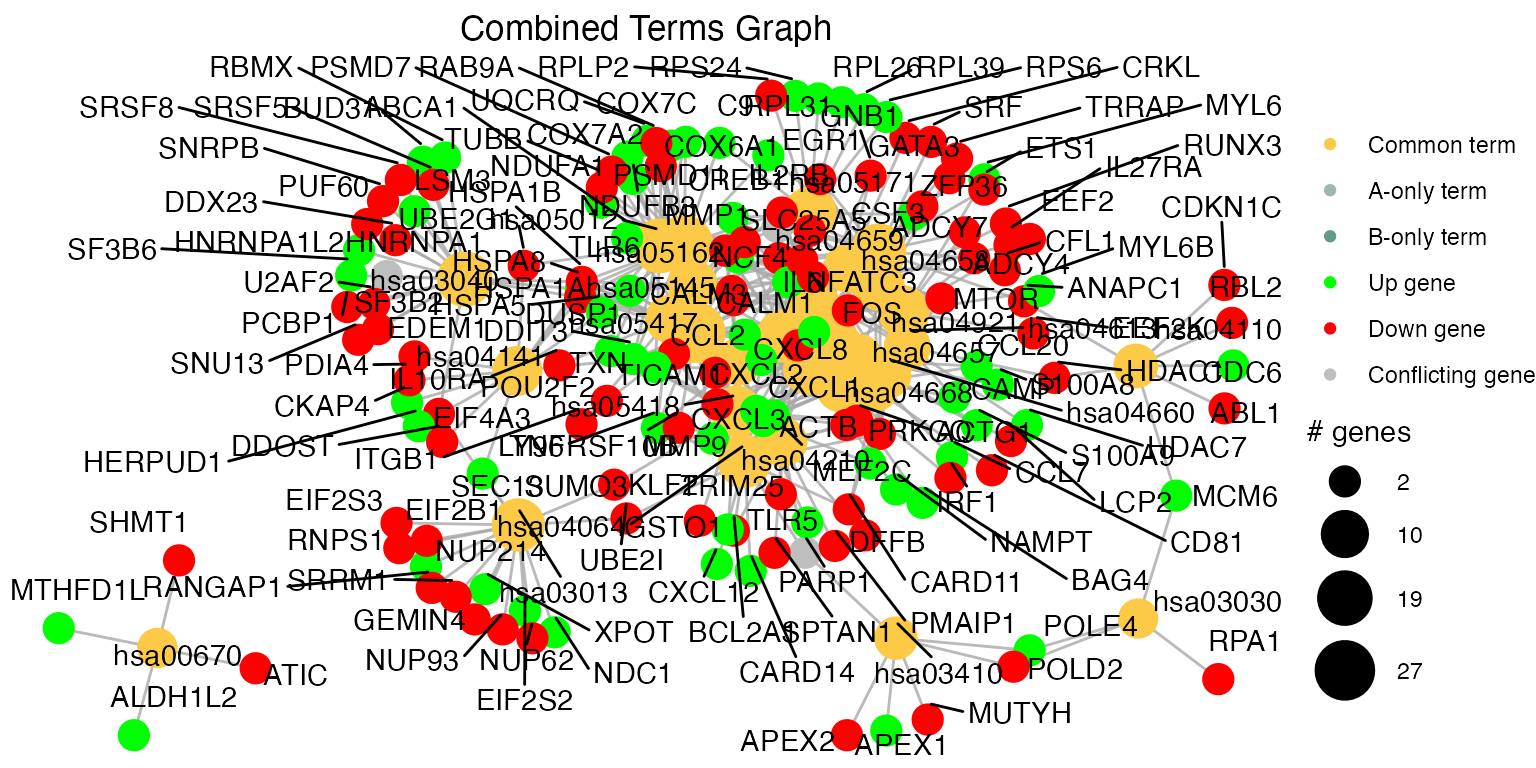 Combined Terms Graph
RBMX PSMD7 RAB9A RPLP2 RPS24 RPL26 RPL39 RPS6 CRKL
SRSF8 SRSF5 BUD3 ABCA1 UQCRQ COX7C C9 RPL31 GNB1 SRF TRRAP MYL6
SNRPB TUBB COX7A2 COX6A1 EGR1 GATA3 ETS1 RUNX3
PUF60 LSM3 HSPA1B NDUFA1 PSMD11 CREB1 IL2RB hsa05171 ZFP36 IL27RA
DDX23 UBE2G1 hsa05012 NDUFB3 MMP1 SLC25A5 CSF3 ADCY7 EEF2 CDKN1C
SF3B6 HNRNPA1L2 HNRNPA1 TLR6 hsa05162 NCF4 hsa04659 hsa04658 ADCY4 CFL1 MYL6B
U2AF2 hsa03040 HSPA8 HSPA1A hsa05145 NFATC3 ANAPC1 RBL2
PCBP1 SF3B2 HSPA5 DUSP1 CALM3 CALM1 FOS MTOR
SNU13 EDEM1 DDIT3 hsa05417 CCL2 hsa04921 hsa04613 hsa04110
PDIA4 hsa04141 TXN TICAM1 CXCL8 hsa04657 CCL20
CKAP4 IL10RA POU2F2 CXCL2 CXCL1 hsa04668 CAMP S100A8 HDAC1 CDC6
DDOST EIF4A3 hsa05418 CXCL3 ACTB ACTG1 hsa04660 ABL1
HERPUD1 ITGB1 TNFRSF10B MMP9 hsa04210 MEF2C CCL7 S100A9 HDAC7
EIF2S3 EIF2B1 SEC13 SUMO3 KLF2 TRIM25 IRF1 LCP2 MCM6
SHMT1 RNPS1 NUP214 hsa04064 GSTO1 TLR5 DFFB NAMPT CD81
MTHFD1L RANGAP1 SRRM1 hsa03013 UBE2I CXCL12 PARP1 CARD11 BAG4
GEMIN4 XPOT BCL2A1 SPTAN1 PMAIP1 POLE4 hsa03030
hsa00670 ATIC NUP93 NUP62 NDC1 CARD14 hsa03410 POLD2 RPA1
ALDH1L2 EIF2S2 MUTYH
APEX2 APEX1
Common term
A-only term
B-only term
Up gene
Down gene
Conflicting gene
# genes
2
10
19
27